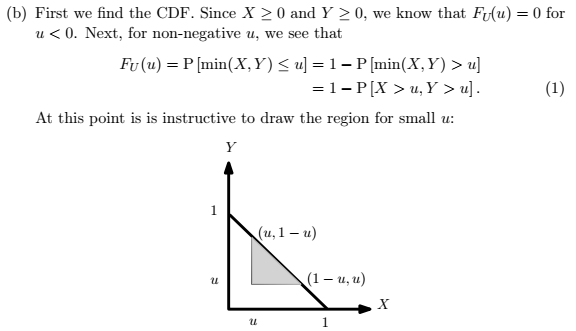 (b) First we find the CDF. Since X ≥ 0 and Y ≥ 0, we know that F_U(u) = 0 for
u < 0. Next, for non-negative u, we see that
F_U(u) = P [min(X, Y) ≤ u] = 1 − P [min(X, Y) > u]
= 1 − P [X > u, Y > u] . (1)
At this point is is instructive to draw the region for small u:
Y
1
(u, 1 − u)
u
(1 − u, u)
X
u
1